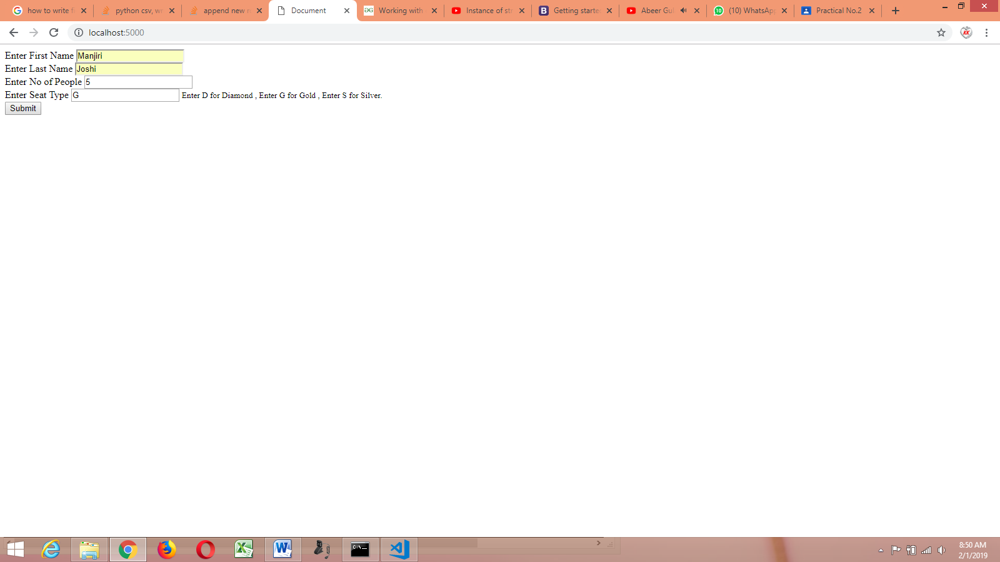 how to write f
python csv, wr
append new r
Document
Working with
Instance of str
Getting starte
Abeer Gul
(10) WhatsApp
Practical No.2
localhost:5000
Enter First Name Manjiri
Enter Last Name Joshi
Enter No of People 5
Enter Seat Type G Enter D for Diamond , Enter G for Gold , Enter S for Silver.
Submit
8:50 AM
2/1/2019